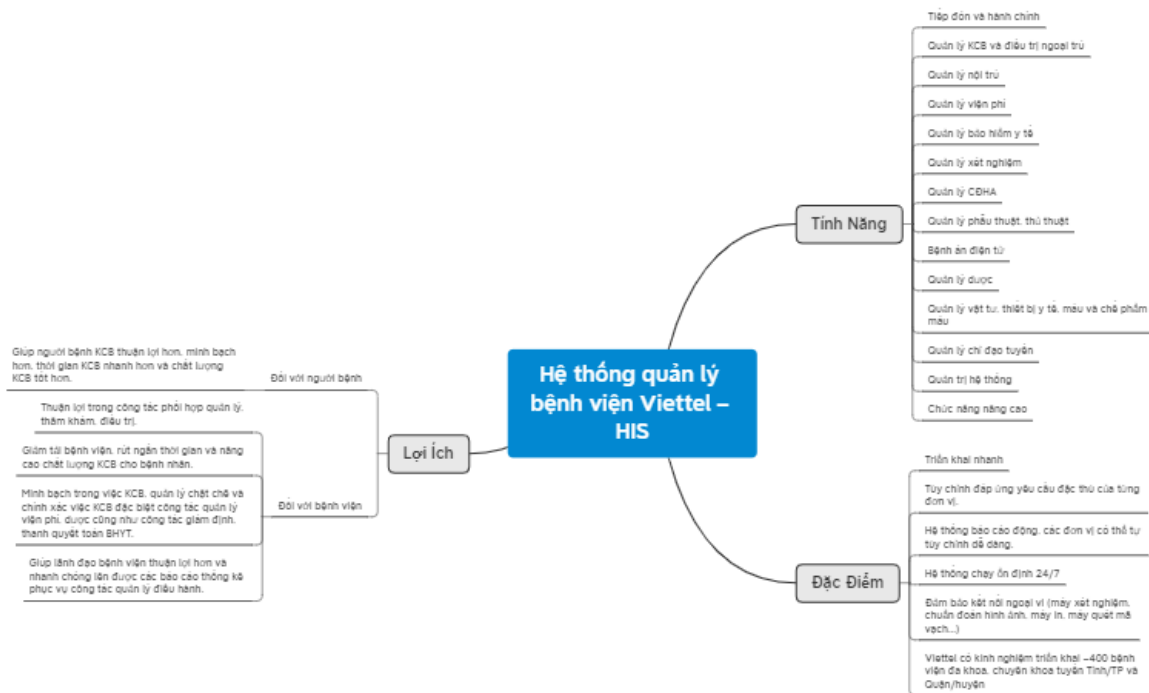 Hệ thống quản lý
bệnh viện Viettel –
HIS
Tính Năng
Tiếp đón và hành chính
Quản lý KCB và điều trị ngoại trú
Quản lý nội trú
Quản lý viện phí
Quản lý bảo hiểm y tế
Quản lý xét nghiệm
Quản lý CĐHA
Quản lý phẫu thuật, thủ thuật
Bệnh án điện tử
Quản lý dược
Quản lý vật tư, thiết bị y tế, máu và chế phẩm
máu
Quản lý chỉ đạo tuyến
Quản trị hệ thống
Chức năng nâng cao
Đặc Điểm
Triển khai nhanh
Tùy chỉnh đáp ứng yêu cầu đặc thù của từng
đơn vị.
Hệ thống báo cáo động, các đơn vị có thể tự
tùy chỉnh dễ dàng.
Hệ thống chạy ổn định 24/7
Đảm bảo kết nối ngoại vi (máy xét nghiệm,
chuẩn đoán hình ảnh, máy in, máy quét mã
vạch...)
Viettel có kinh nghiệm triển khai ~400 bệnh
viện đa khoa, chuyên khoa tuyến Tỉnh/TP và
Quận/huyện
Lợi Ích
Đối với người bệnh
Giúp người bệnh KCB thuận lợi hơn, minh bạch
hơn, thời gian KCB nhanh hơn và chất lượng
KCB tốt hơn.
Đối với bệnh viện
Thuận lợi trong công tác phối hợp quản lý,
thăm khám, điều trị.
Giảm tải bệnh viện, rút ngắn thời gian và nâng
cao chất lượng KCB cho bệnh nhân.
Minh bạch trong việc KCB, quản lý chặt chẽ và
chính xác việc KCB đặc biệt công tác quản lý
viện phí, dược cũng như công tác giám định,
thanh quyết toán BHYT.
Giúp lãnh đạo bệnh viện thuận lợi hơn và
nhanh chóng lên được các báo cáo thống kê
phục vụ công tác quản lý điều hành.